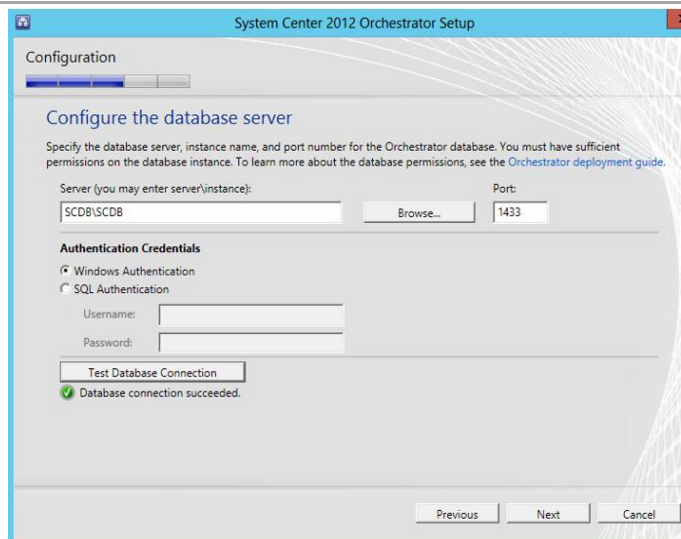 System Center 2012 Orchestrator Setup
Configuration
Configure the database server
Specify the database server, instance name, and port number for the Orchestrator database. You must have sufficient
permissions on the database instance. To learn more about the database permissions, see the Orchestrator deployment guide.
Server (you may enter server\instance):
Port:
SCDB\SCDB
Browse...
1433
Authentication Credentials
Windows Authentication
SQL Authentication
Username:
Password:
Test Database Connection
Database connection succeeded.
Previous
Next
Cancel